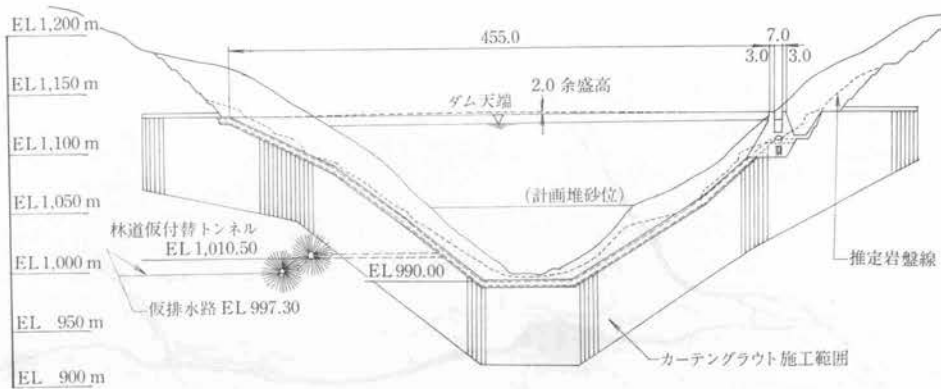 EL 1,200 m
455.0
7.0
3.0
3.0
EL 1,150 m
2.0 余盛高
ダム天端
EL 1,100 m
EL 1,050 m
(計画堆砂位)
林道仮付替トンネル
EL 1,010.50
EL 1,000 m
EL 990.00
推定岩盤線
仮排水路 EL 997.30
EL 950 m
カーテングラウト施工範囲
EL 900 m